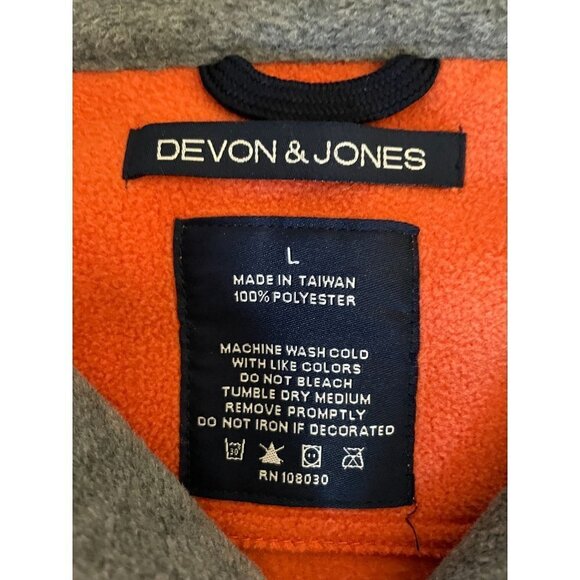 DEVON & JONES
L
MADE IN TAIWAN
100% POLYESTER
MACHINE WASH COLD
WITH LIKE COLORS
DO NOT BLEACH
TUMBLE DRY MEDIUM
REMOVE PROMPTLY
DO NOT IRON IF DECORATED
30
RN 108030